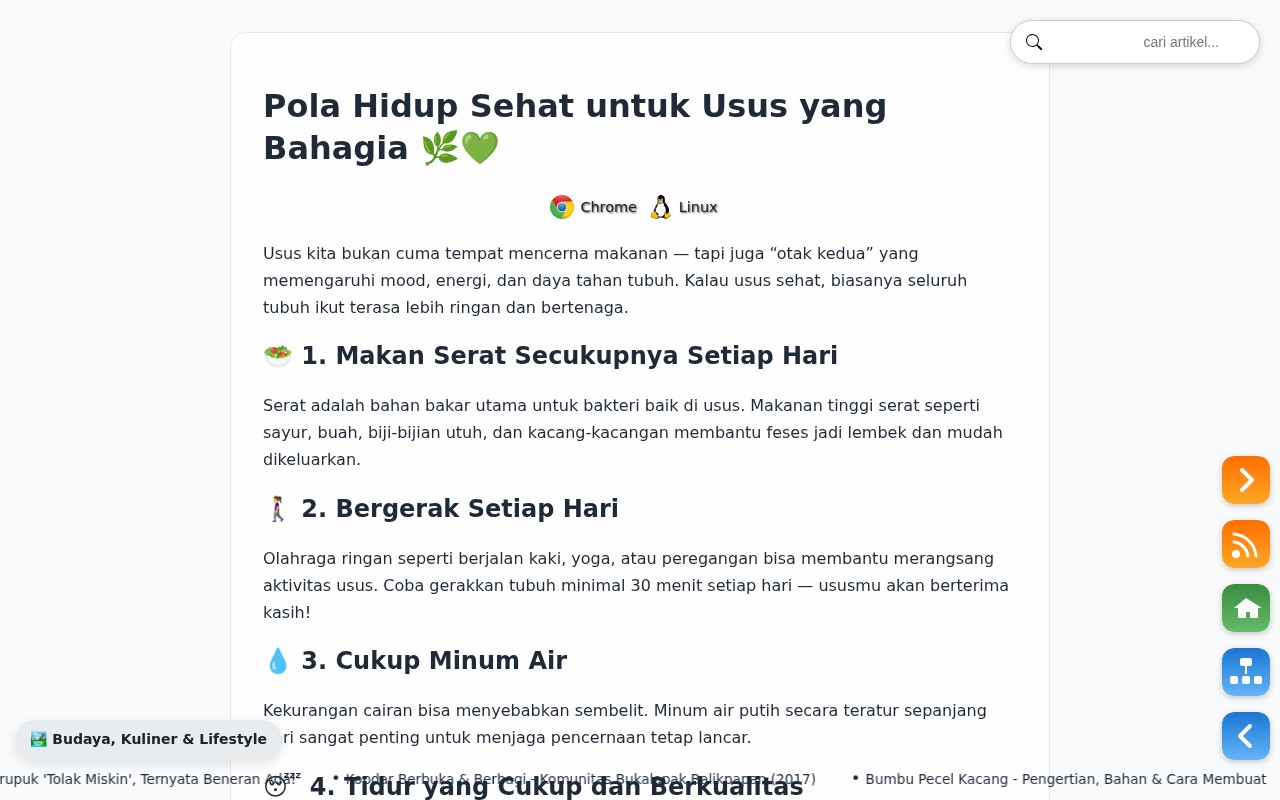 cari artikel...
Pola Hidup Sehat untuk Usus yang
Bahagia 🌿💚
Chrome Linux
Usus kita bukan cuma tempat mencerna makanan — tapi juga “otak kedua” yang
memengaruhi mood, energi, dan daya tahan tubuh. Kalau usus sehat, biasanya seluruh
tubuh ikut terasa lebih ringan dan bertenaga.
🥗 1. Makan Serat Secukupnya Setiap Hari
Serat adalah bahan bakar utama untuk bakteri baik di usus. Makanan tinggi serat seperti
sayur, buah, biji-bijian utuh, dan kacang-kacangan membantu feses jadi lembek dan mudah
dikeluarkan.
🚶‍♀️ 2. Bergerak Setiap Hari
Olahraga ringan seperti berjalan kaki, yoga, atau peregangan bisa membantu merangsang
aktivitas usus. Coba gerakkan tubuh minimal 30 menit setiap hari — ususmu akan berterima
kasih!
💧 3. Cukup Minum Air
Kekurangan cairan bisa menyebabkan sembelit. Minum air putih secara teratur sepanjang
sangat penting untuk menjaga pencernaan tetap lancar.
🏞️ Budaya, Kuliner & Lifestyle
😴 4. Tidur yang Cukup dan Berkualitas
rupuk 'Tolak Miskin', Ternyata Beneran Ada! • Kopdar Berbuka & Berbagi - Komunitas Bukalapak Balikpapan (2017) • Bumbu Pecel Kacang - Pengertian, Bahan & Cara Membuat